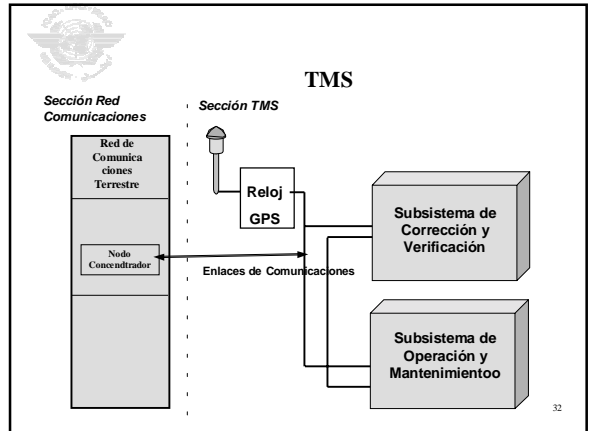 TMS
Sección Red
Comunicaciones
Sección TMS
Red de
Comunica
ciones
Terrestre
Reloj
GPS
Subsistema de
Corrección y
Verificación
Nodo
Concendtrador
Enlaces de Comunicaciones
Subsistema de
Operación y
Mantenimientoo
32